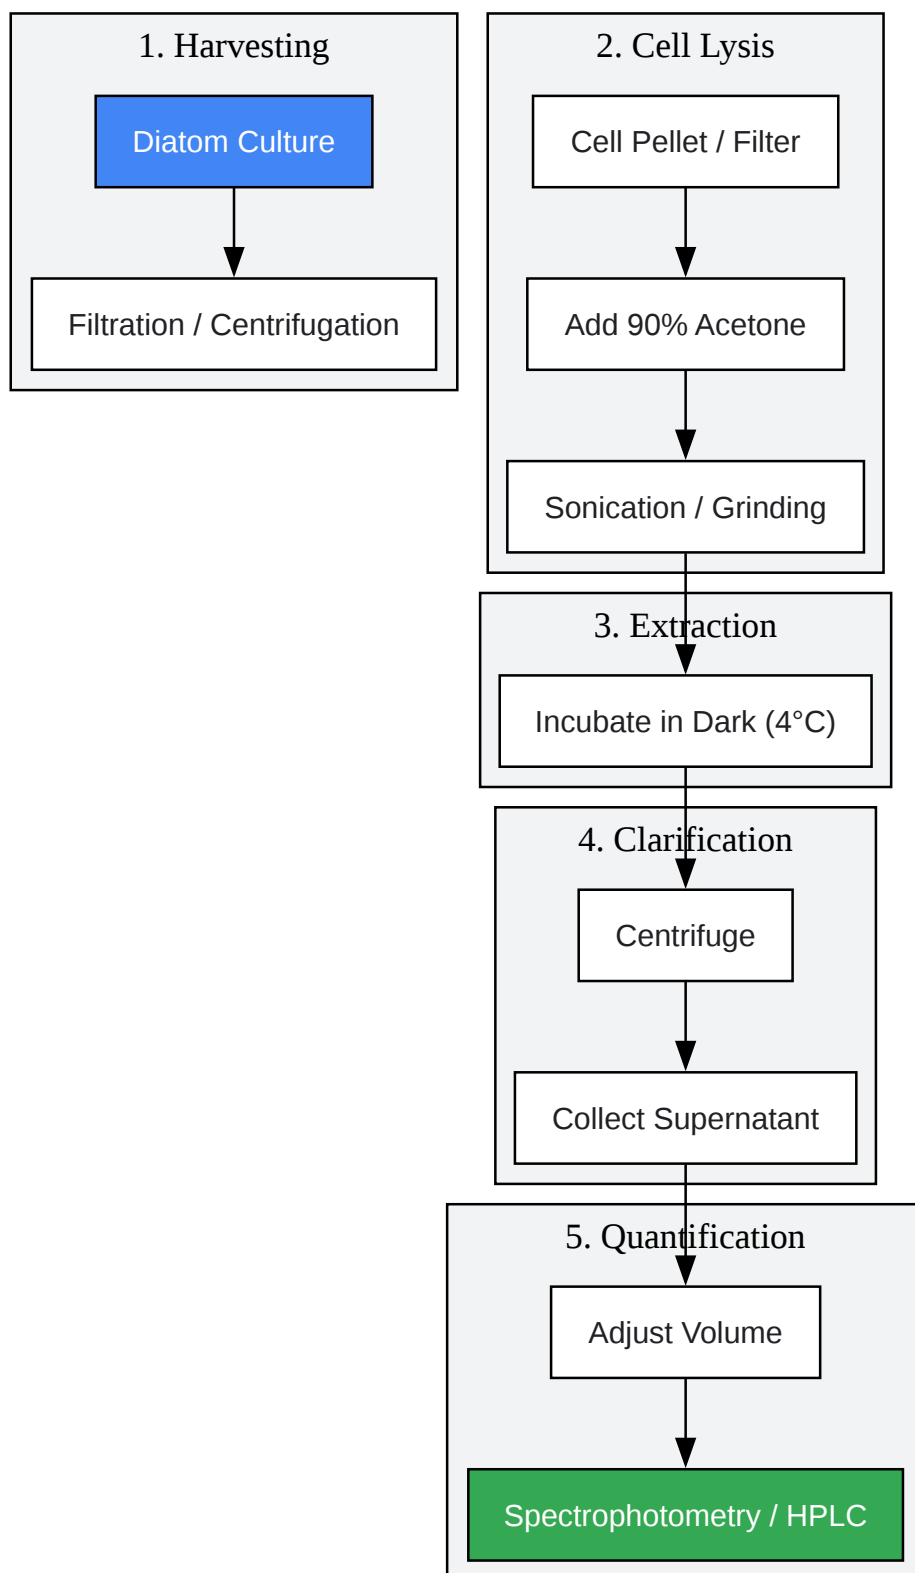 1. Harvesting
Diatom Culture
Filtration / Centrifugation
2. Cell Lysis
Cell Pellet / Filter
Add 90% Acetone
Sonication / Grinding
3. Extraction
Incubate in Dark (4°C)
4. Clarification
Centrifuge
Collect Supernatant
5. Quantification
Adjust Volume
Spectrophotometry / HPLC